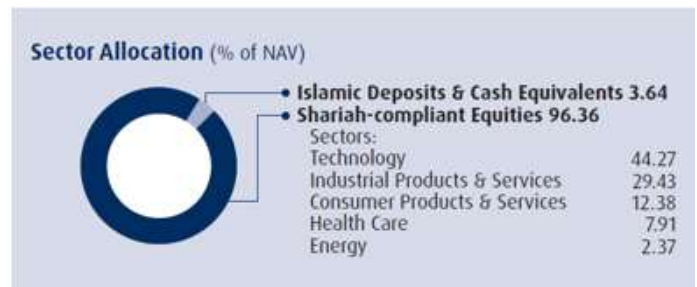 Sector Allocation (% of NAV)
Islamic Deposits & Cash Equivalents 3.64
Shariah-compliant Equities 96.36
Sectors:
Technology 44.27
Industrial Products & Services 29.43
Consumer Products & Services 12.38
Health Care 7.91
Energy 2.37